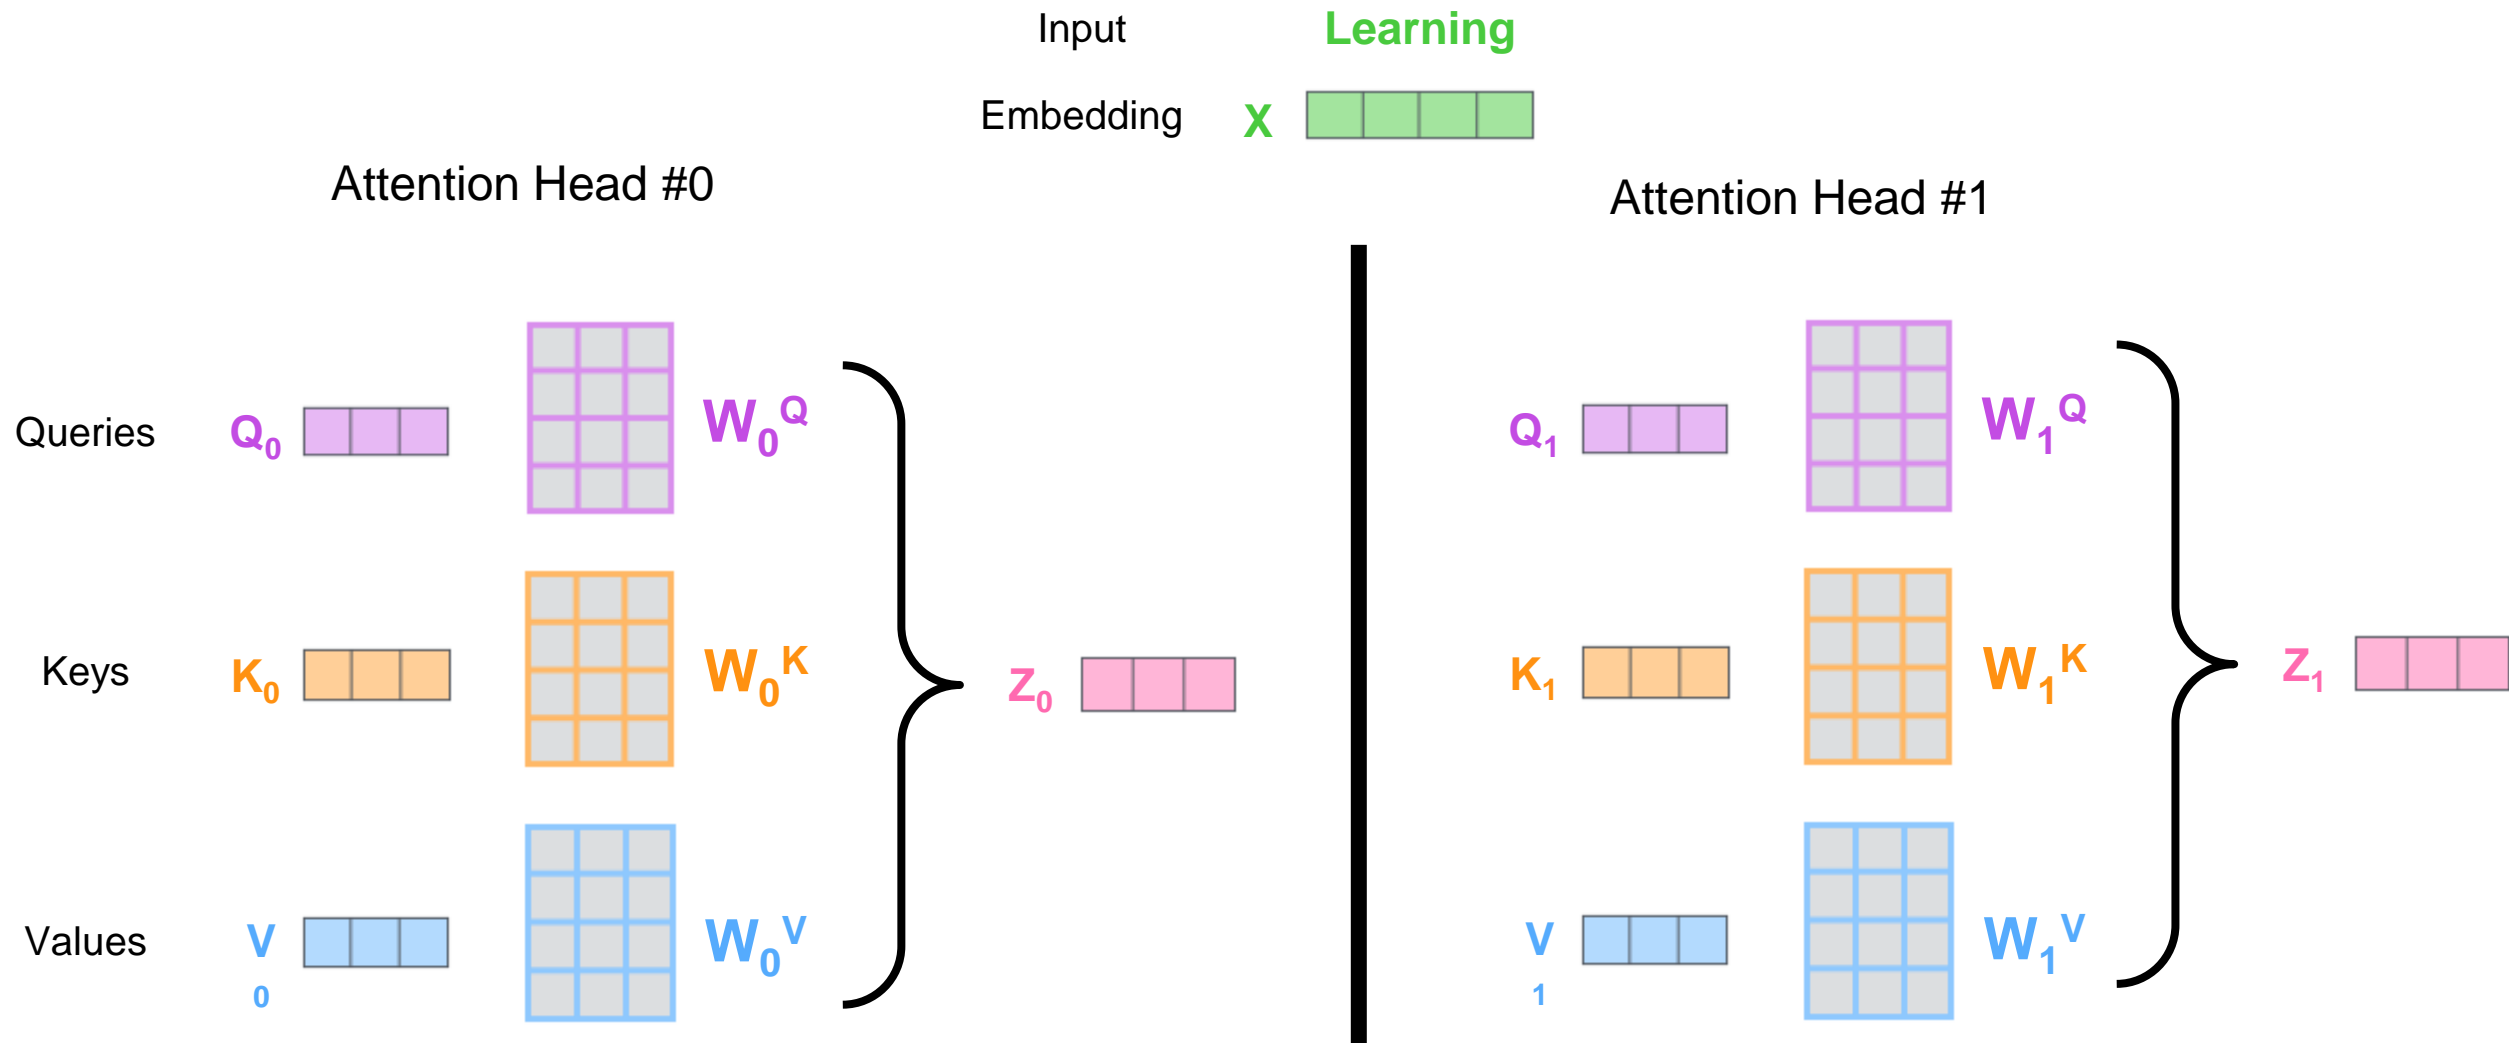 Input Learning
Embedding X
Attention Head #0
Attention Head #1
Queries Q0 W0Q
Q1 W1Q
Keys K0 W0K
Z0
K1 W1K
Z1
Values V0 W0V
V1 W1V